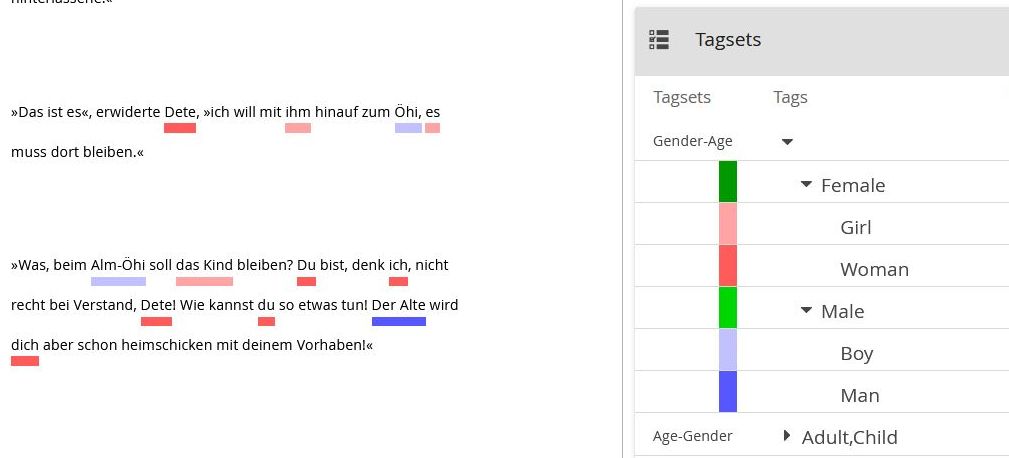 hinterlassene.«
»Das ist es«, erwiderte Dete, »ich will mit ihm hinauf zum Öhi, es
muss dort bleiben.«
»Was, beim Alm-Öhi soll das Kind bleiben? Du bist, denk ich, nicht
recht bei Verstand, Dete! Wie kannst du so etwas tun! Der Alte wird
dich aber schon heimschicken mit deinem Vorhaben!«
Tagsets
Tagsets Tags
Gender-Age
Female
Girl
Woman
Male
Boy
Man
Age-Gender Adult,Child